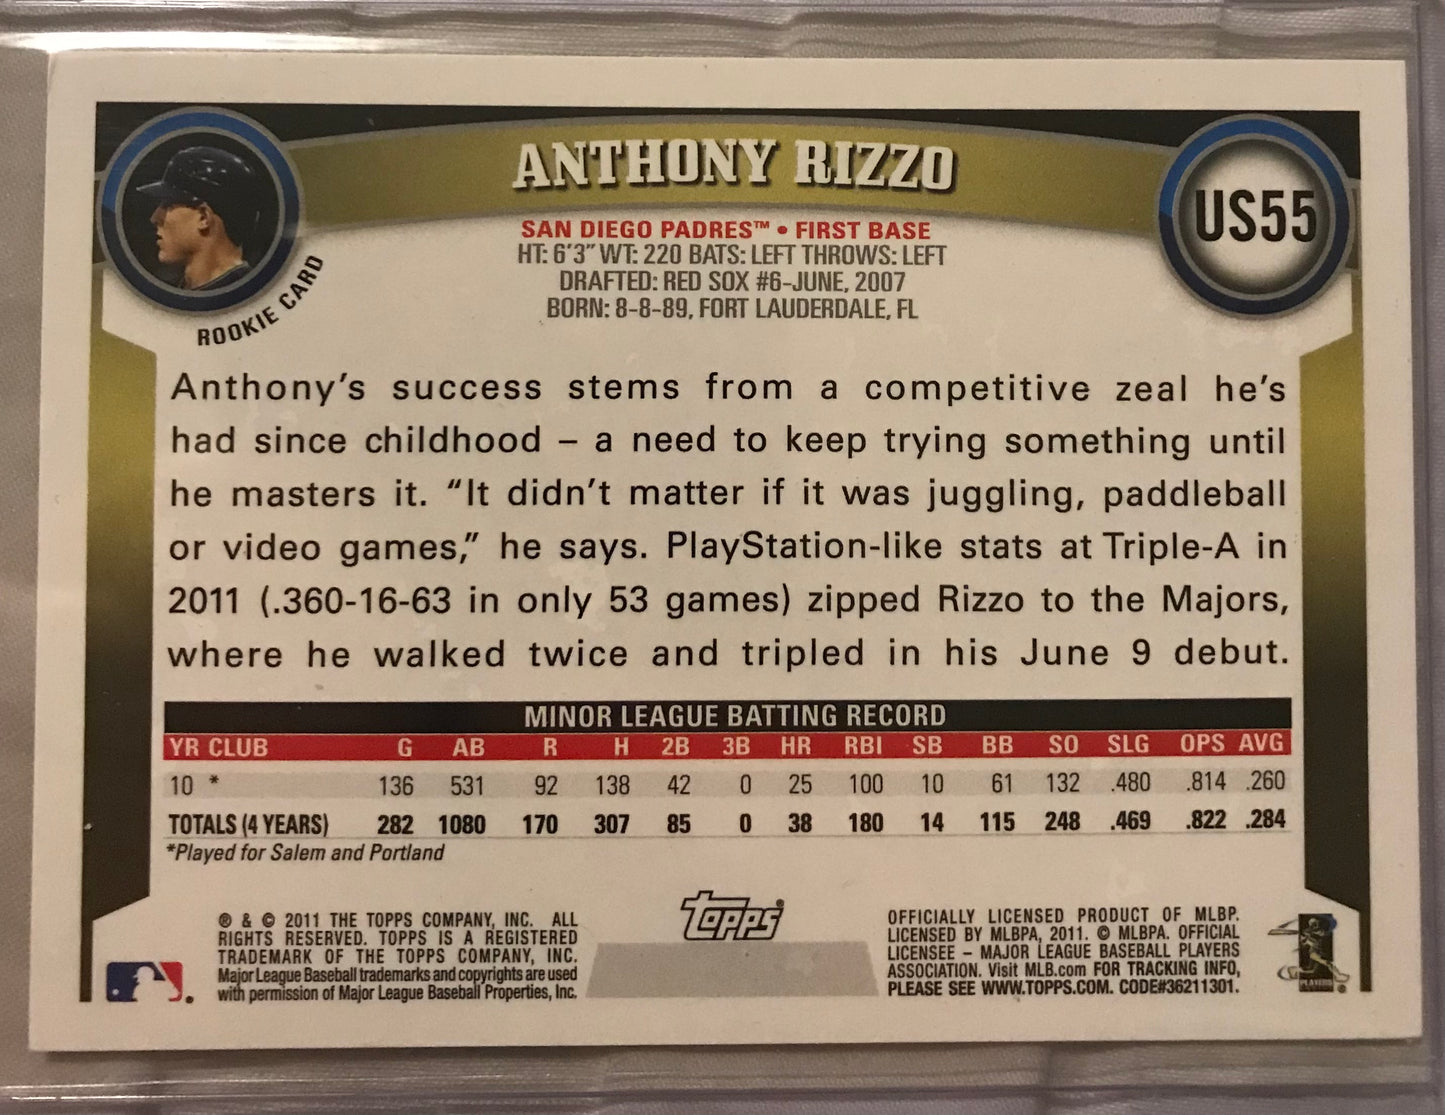 ANTHONY RIZZO
US55
SAN DIEGO PADRES™ • FIRST BASE
HT: 6'3" WT: 220 BATS: LEFT THROWS: LEFT
DRAFTED: RED SOX #6-JUNE, 2007
BORN: 8-8-89, FORT LAUDERDALE, FL
ROOKIE CARD
Anthony's success stems from a competitive zeal he's
had since childhood – a need to keep trying something until
he masters it. "It didn't matter if it was juggling, paddleball
or video games," he says. PlayStation-like stats at Triple-A in
2011 (.360-16-63 in only 53 games) zipped Rizzo to the Majors,
where he walked twice and tripled in his June 9 debut.
MINOR LEAGUE BATTING RECORD
YR CLUB G AB R H 2B 3B HR RBI SB BB SO SLG OPS AVG
10 * 136 531 92 138 42 0 25 100 10 61 132 .480 .814 .260
TOTALS (4 YEARS) 282 1080 170 307 85 0 38 180 14 115 248 .469 .822 .284
*Played for Salem and Portland
® & © 2011 THE TOPPS COMPANY, INC. ALL
RIGHTS RESERVED. TOPPS IS A REGISTERED
TRADEMARK OF THE TOPPS COMPANY, INC.
Major League Baseball trademarks and copyrights are used
with permission of Major League Baseball Properties, Inc.
Topps®
OFFICIALLY LICENSED PRODUCT OF MLBP.
LICENSED BY MLBPA, 2011. © MLBPA. OFFICIAL
LICENSEE – MAJOR LEAGUE BASEBALL PLAYERS
ASSOCIATION. Visit MLB.com FOR TRACKING INFO,
PLEASE SEE WWW.TOPPS.COM. CODE#36211301.
PLAYERS